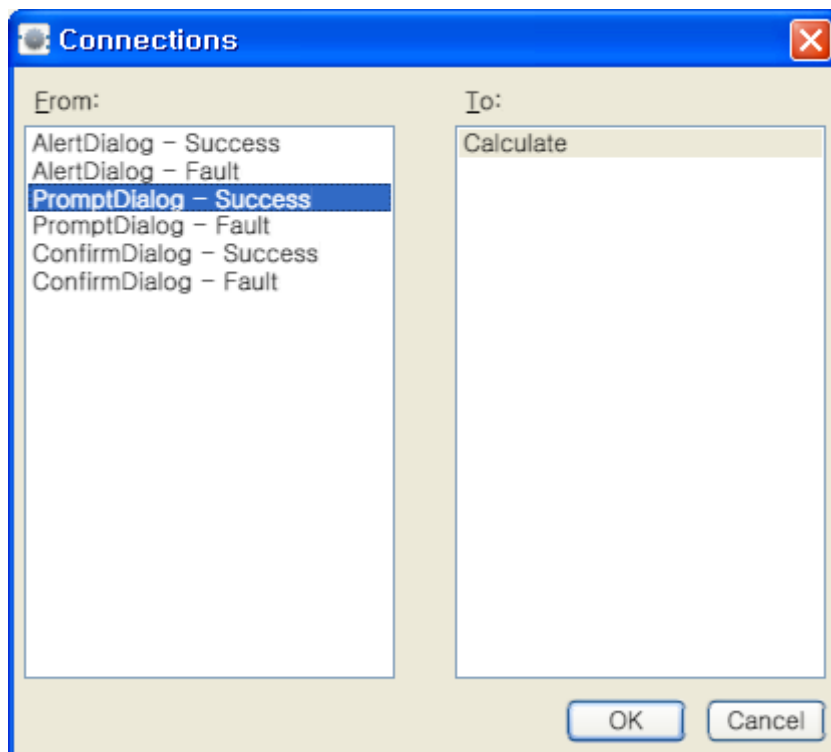 Connections
From:
To:
AlertDialog - Success
AlertDialog - Fault
PromptDialog - Success
PromptDialog - Fault
ConfirmDialog - Success
ConfirmDialog - Fault
Calculate
OK
Cancel